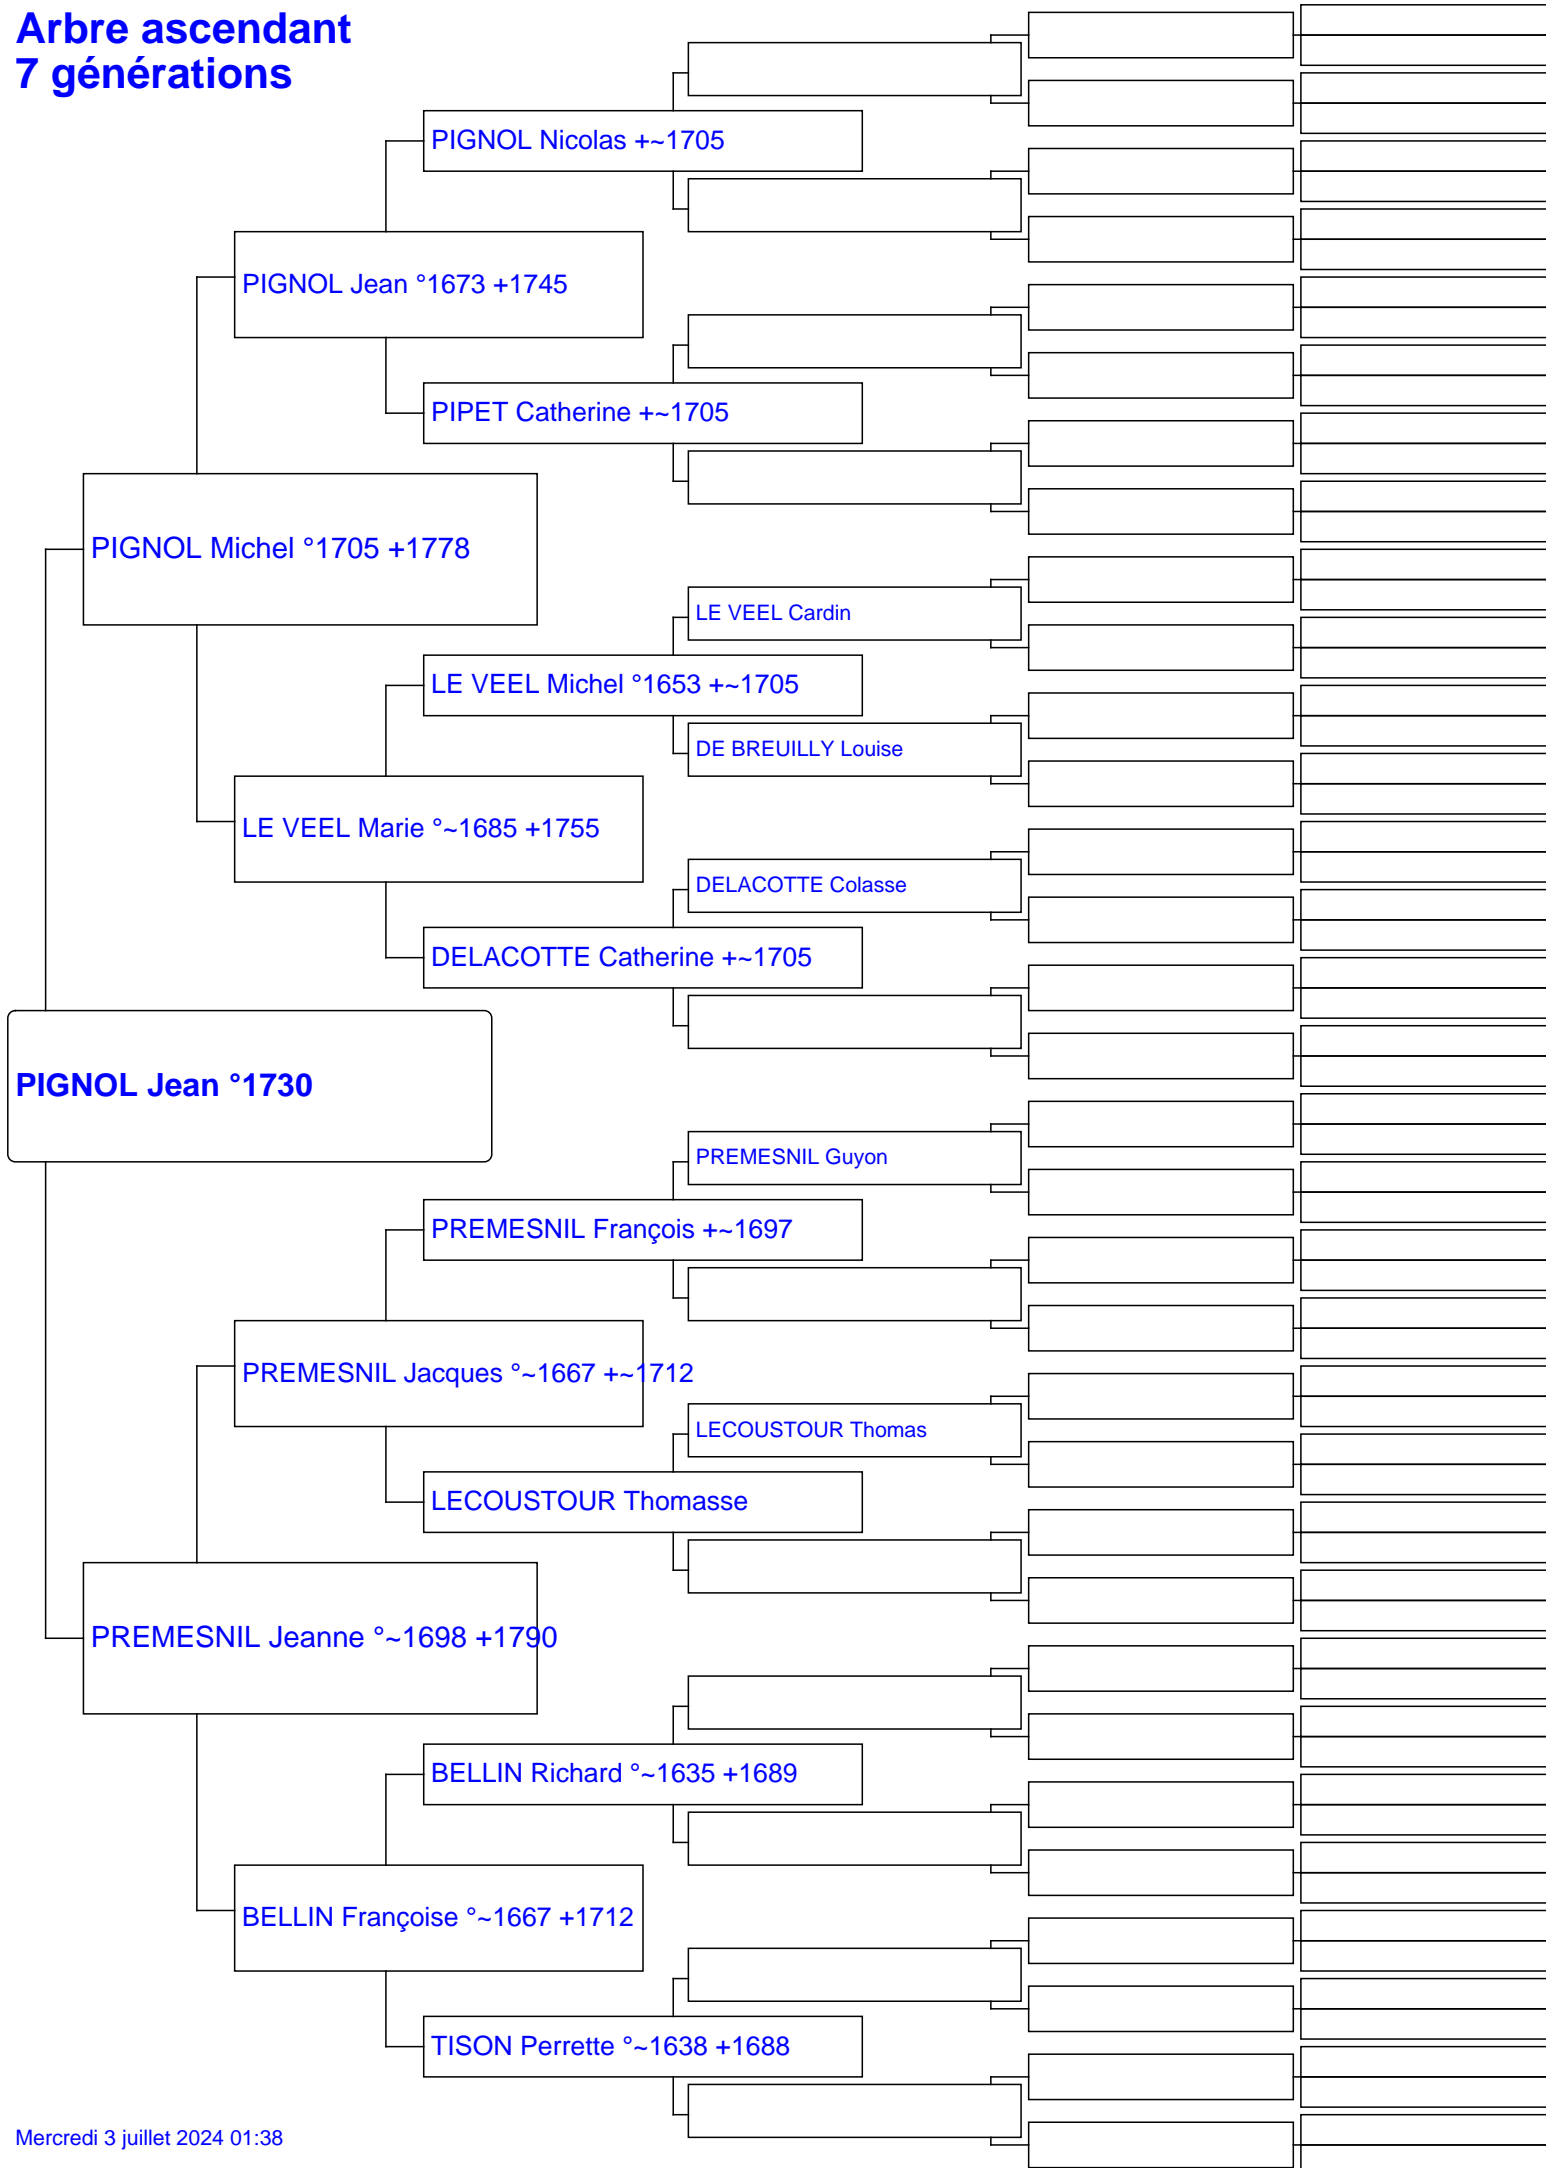 Arbre ascendant
7 générations
PIGNOL Nicolas +~1705
PIGNOL Jean °1673 +1745
PIPET Catherine +~1705
PIGNOL Michel °1705 +1778
LE VEEL Cardin
LE VEEL Michel °1653 +~1705
DE BREUILLY Louise
LE VEEL Marie °~1685 +1755
DELACOTTE Colasse
DELACOTTE Catherine +~1705
PIGNOL Jean °1730
PREMESNIL Guyon
PREMESNIL François +~1697
PREMESNIL Jacques °~1667 +~1712
LECOUSTOUR Thomas
LECOUSTOUR Thomasse
PREMESNIL Jeanne °~1698 +1790
BELLIN Richard °~1635 +1689
BELLIN Françoise °~1667 +1712
TISON Perrette °~1638 +1688
Mercredi 3 juillet 2024 01:38